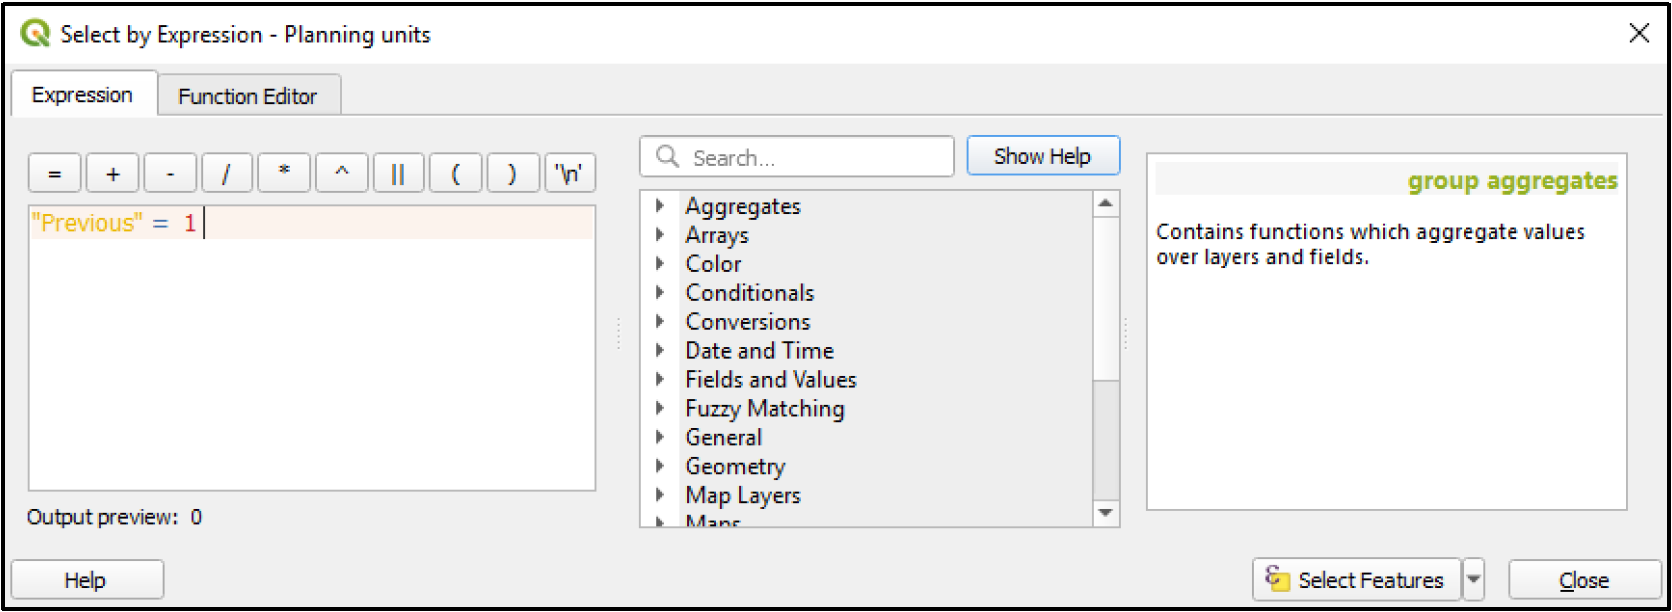 Select by Expression - Planning units
Expression
Function Editor
= + - / * ^ || ( ) '\n'
"Previous" = 1
Output preview: 0
Search...
Show Help
Aggregates
Arrays
Color
Conditionals
Conversions
Date and Time
Fields and Values
Fuzzy Matching
General
Geometry
Map Layers
Maps
group aggregates
Contains functions which aggregate values
over layers and fields.
Help
Select Features
Close